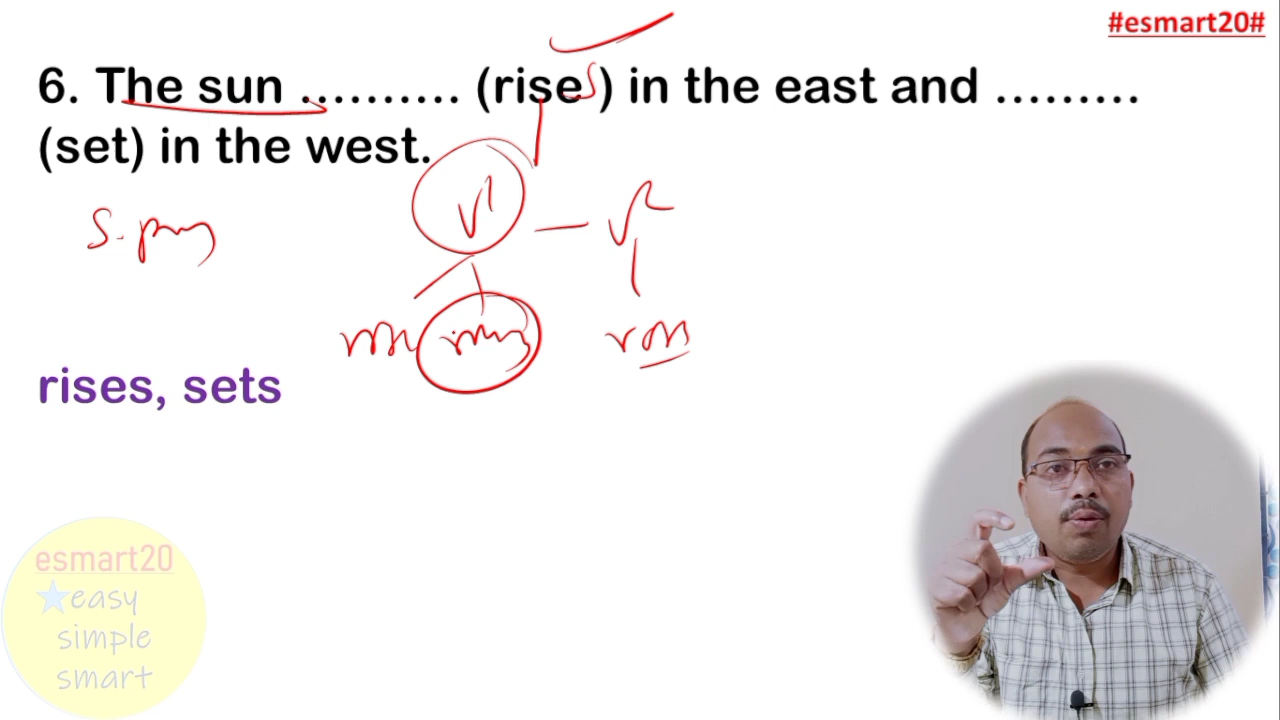 #esmart20#
6. The sun .......... (rise s) in the east and .........
(set) in the west.
V1 – V2
rises, sets
esmart20
easy
simple
smart